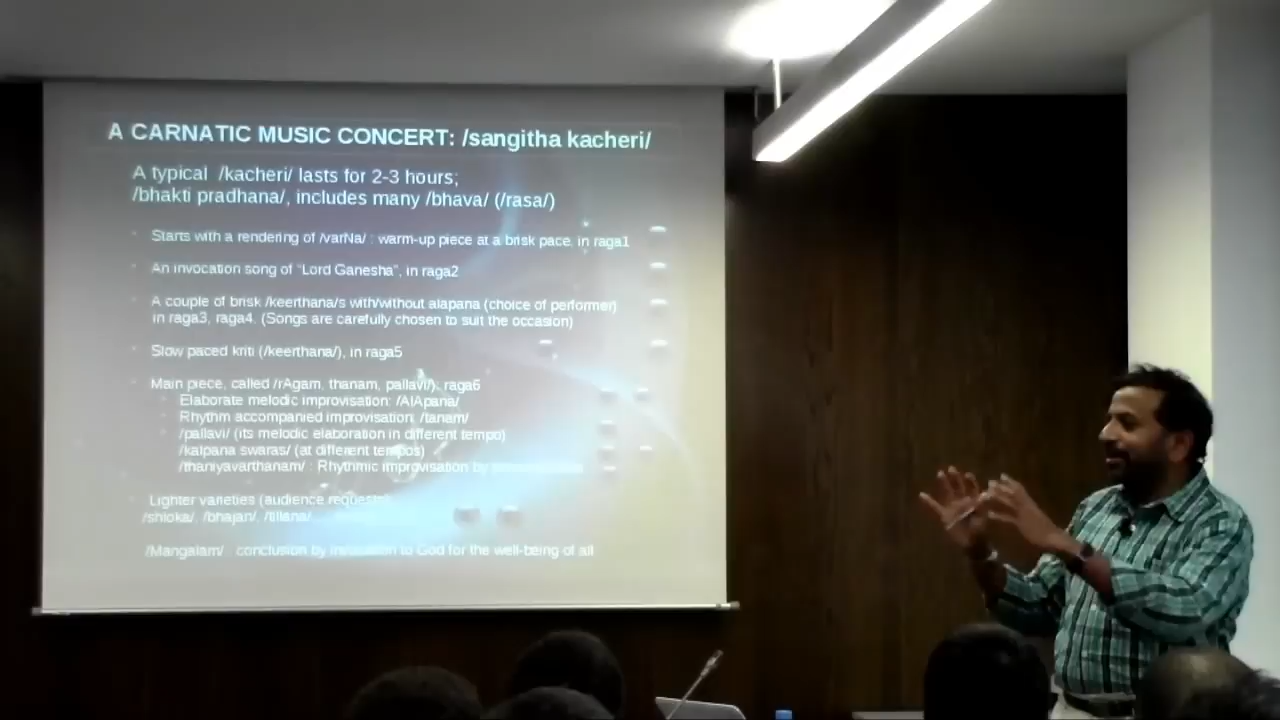 A CARNATIC MUSIC CONCERT: /sangitha kacheri/
A typical /kacheri/ lasts for 2-3 hours;
/bhakti pradhana/, includes many /bhava/ (/rasa/)
Starts with a rendering of /varNa/ : warm-up piece at a brisk pace, in raga1
An invocation song of "Lord Ganesha", in raga2
A couple of brisk /keerthana/s with/without alapana (choice of performer)
in raga3, raga4. (Songs are carefully chosen to suit the occasion)
Slow paced kriti (/keerthana/), in raga5
Main piece, called /rAgam, thanam, pallavi/): raga6
Elaborate melodic improvisation: /AlApana/
Rhythm accompanied improvisation: /tanam/
/pallavi/ (its melodic elaboration in different tempo)
/kalpana swaras/ (at different tempos)
/thaniyavarthanam/ : Rhythmic improvisation by
Lighter varieties (audience requests)
/shloka/, /bhajan/, /tillana/
/Mangalam/ : conclusion by invocation to God for the well-being of all